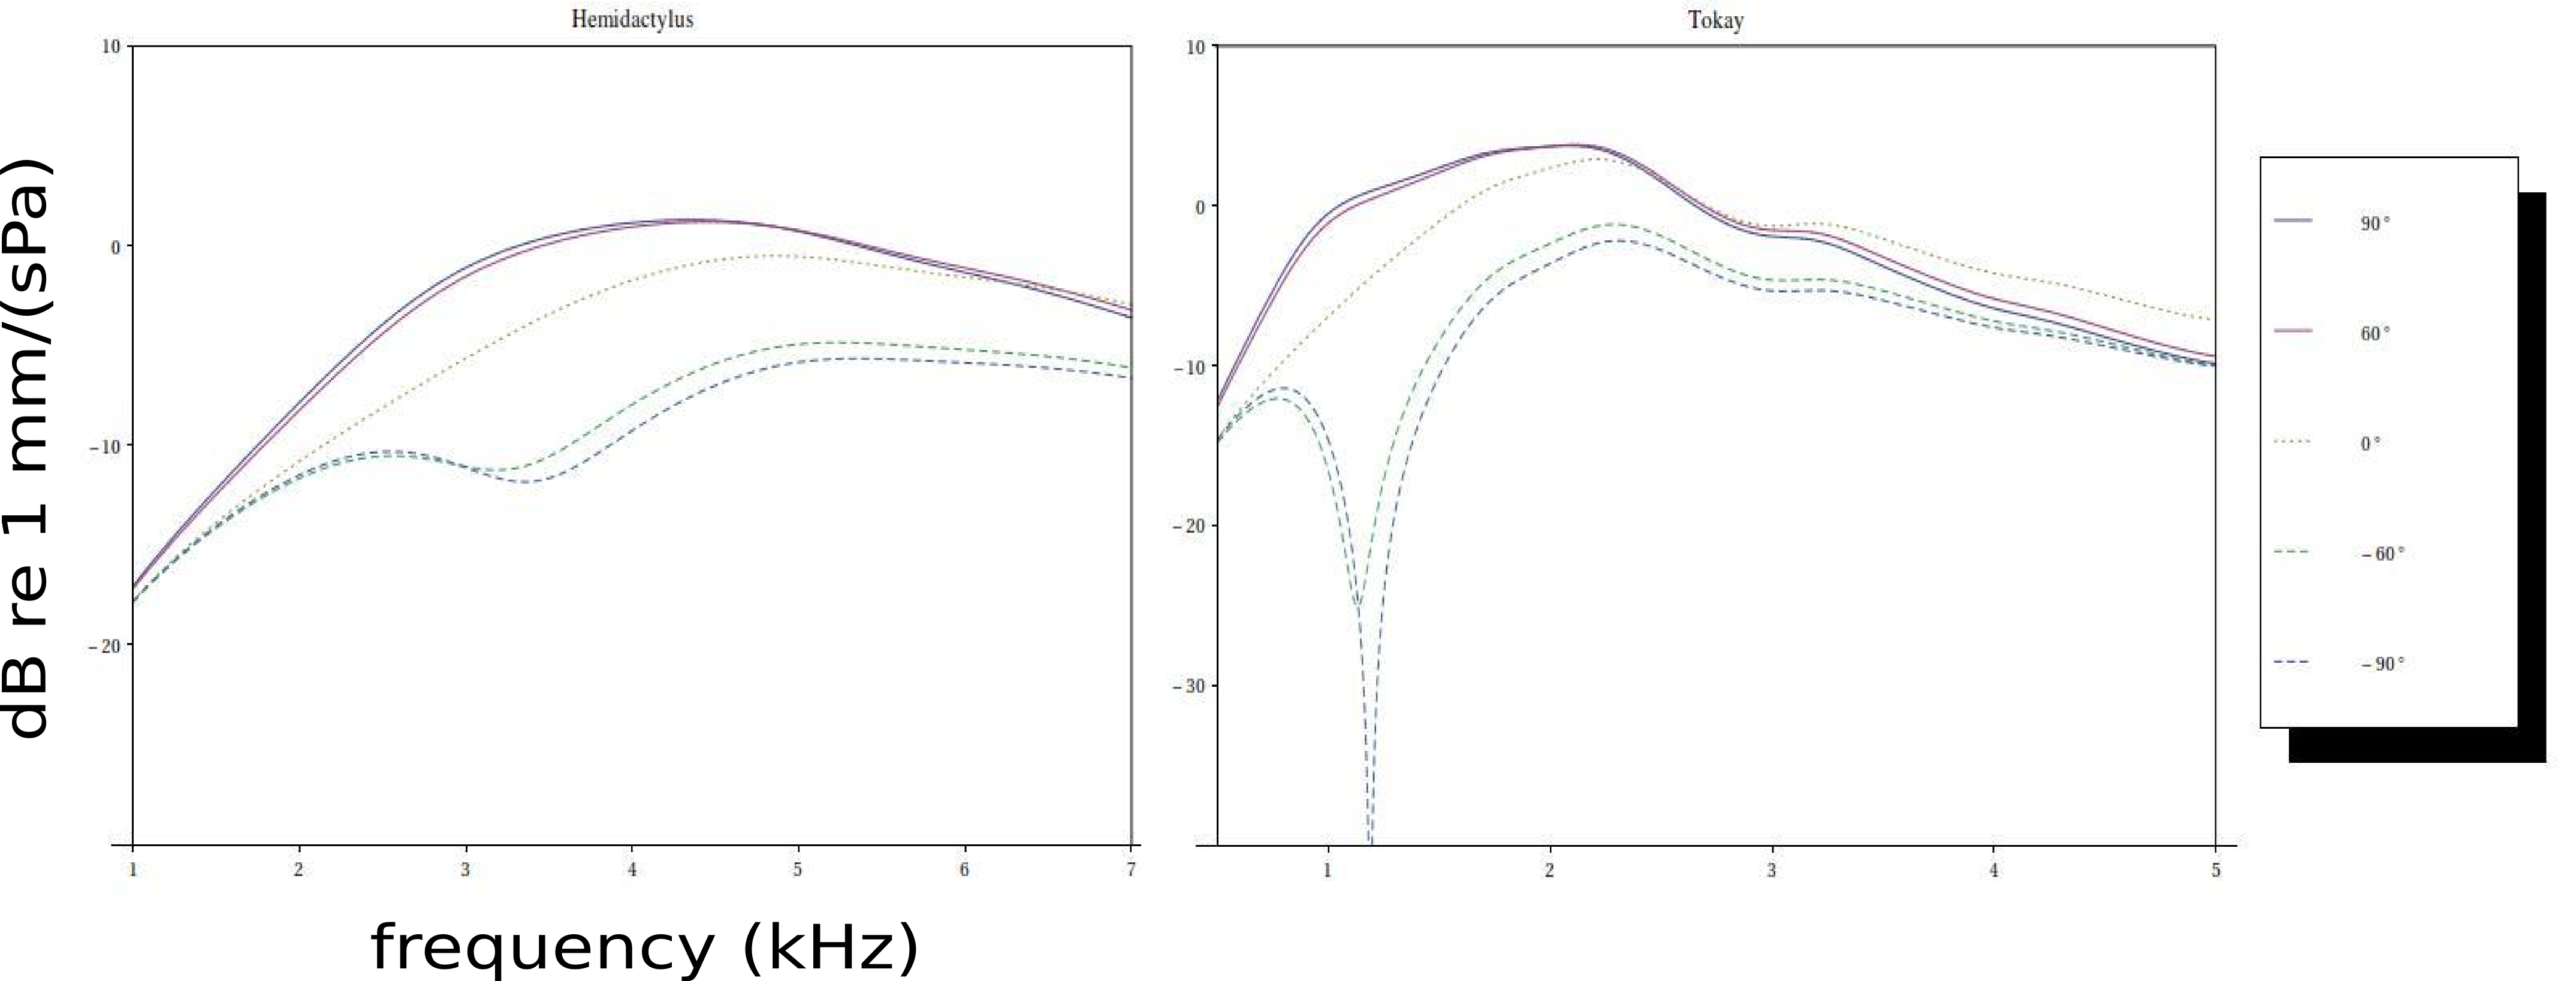 Hemidactylus
Tokay
dB re 1 mm/(sPa)
10
0
−10
−20
1 2 3 4 5 6 7
10
0
−10
−20
−30
1 2 3 4 5
90°
60°
0°
−60°
−90°
frequency (kHz)